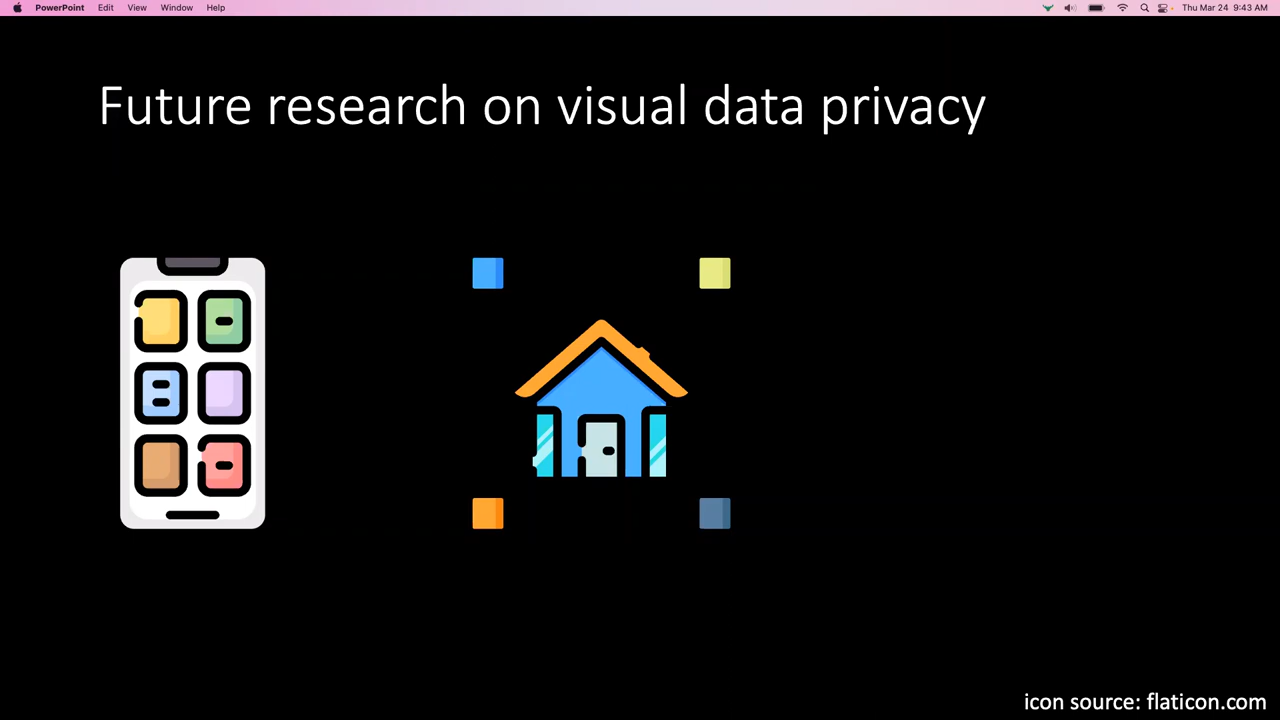 PowerPoint Edit View Window Help Thu Mar 24 9:43 AM
Future research on visual data privacy
icon source: flaticon.com